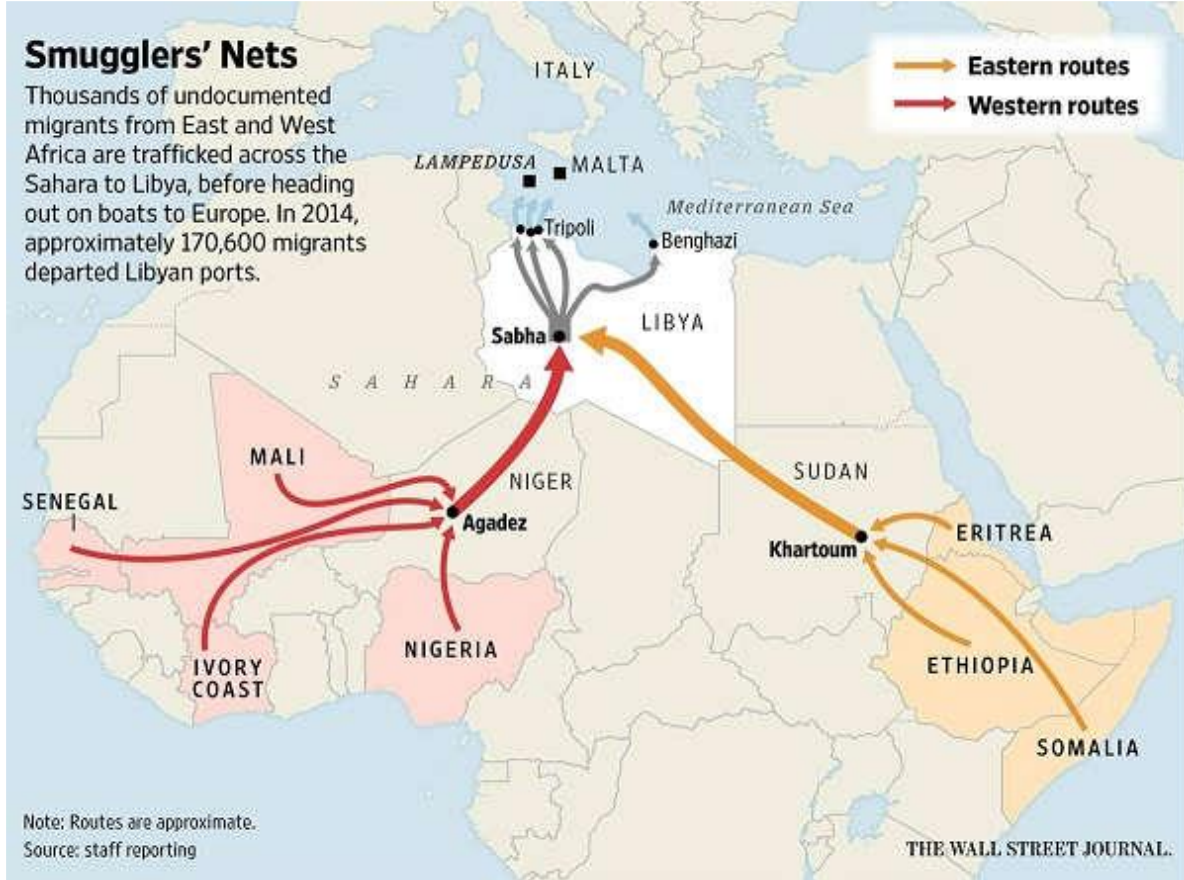 Smugglers' Nets
Thousands of undocumented
migrants from East and West
Africa are trafficked across the
Sahara to Libya, before heading
out on boats to Europe. In 2014,
approximately 170,600 migrants
departed Libyan ports.
Eastern routes
Western routes
ITALY
LAMPEDUSA
MALTA
Mediterranean Sea
Tripoli
Benghazi
LIBYA
Sabha
SAHARA
MALI
NIGER
SUDAN
SENEGAL
Agadez
ERITREA
Khartoum
NIGERIA
IVORY
COAST
ETHIOPIA
SOMALIA
Note: Routes are approximate.
Source: staff reporting
THE WALL STREET JOURNAL.